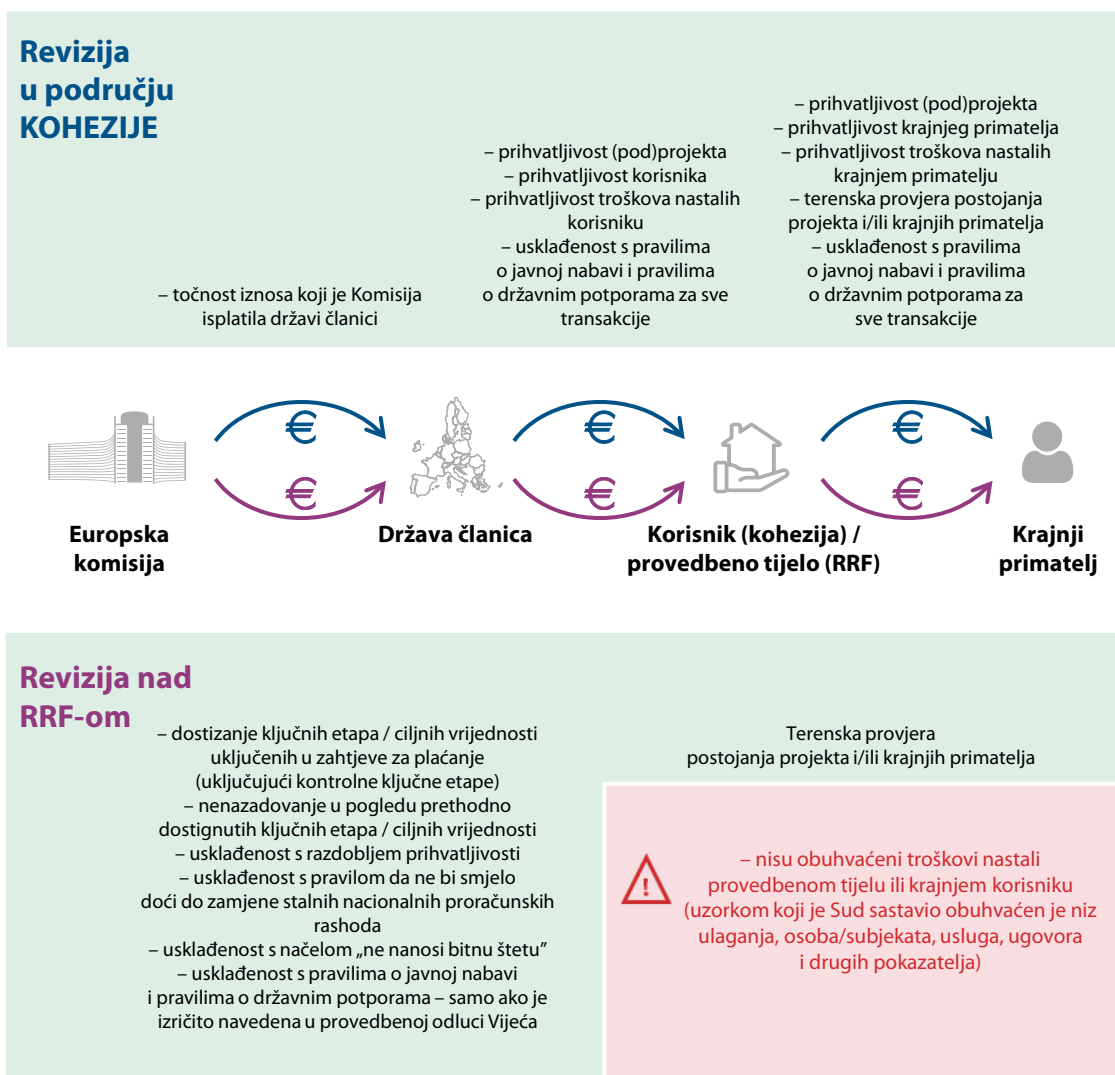 Revizija
u području
KOHEZIJE
– točnost iznosa koji je Komisija
isplatila državi članici
– prihvatljivost (pod)projekta
– prihvatljivost korisnika
– prihvatljivost troškova nastalih
korisniku
– usklađenost s pravilima
o javnoj nabavi i pravilima
o državnim potporama za sve
transakcije
– prihvatljivost (pod)projekta
– prihvatljivost krajnjeg primatelja
– prihvatljivost troškova nastalih
krajnjem primatelju
– terenska provjera postojanja
projekta i/ili krajnjih primatelja
– usklađenost s pravilima
o javnoj nabavi i pravilima
o državnim potporama za
sve transakcije
€
€
€
€
€
€
Europska
komisija
Država članica
Korisnik (kohezija) /
provedbeno tijelo (RRF)
Krajnji
primatelj
Revizija nad
RRF-om
– dostizanje ključnih etapa / ciljnih vrijednosti
uključenih u zahtjeve za plaćanje
(uključujući kontrolne ključne etape)
– nenazadovanje u pogledu prethodno
dostignutih ključnih etapa / ciljnih vrijednosti
– usklađenost s razdobljem prihvatljivosti
– usklađenost s pravilom da ne bi smjelo
doći do zamjene stalnih nacionalnih proračunskih
rashoda
– usklađenost s načelom „ne nanosi bitnu štetu”
– usklađenost s pravilima o javnoj nabavi
i pravilima o državnim potporama – samo ako je
izričito navedena u provedbenoj odluci Vijeća
Terenska provjera
postojanja projekta i/ili krajnjih primatelja
!
– nisu obuhvaćeni troškovi nastali
provedbenom tijelu ili krajnjem korisniku
(uzorkom koji je Sud sastavio obuhvaćen je niz
ulaganja, osoba/subjekata, usluga, ugovora
i drugih pokazatelja)